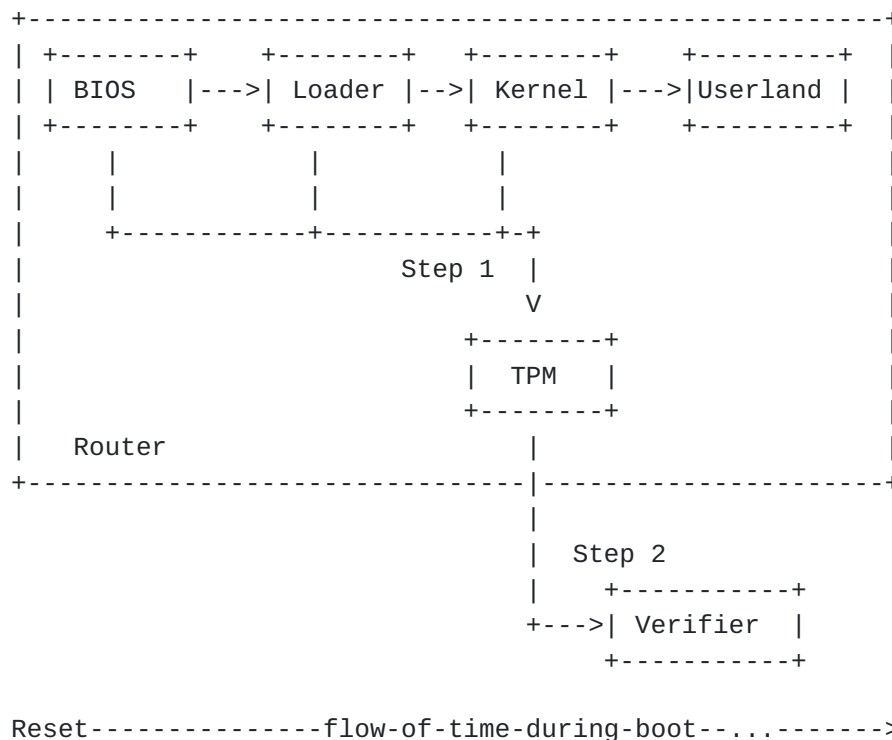 BIOS Loader Kernel Userland
Step 1
V
TPM
Router
Step 2
Verifier
Reset---------------flow-of-time-during-boot--...------->